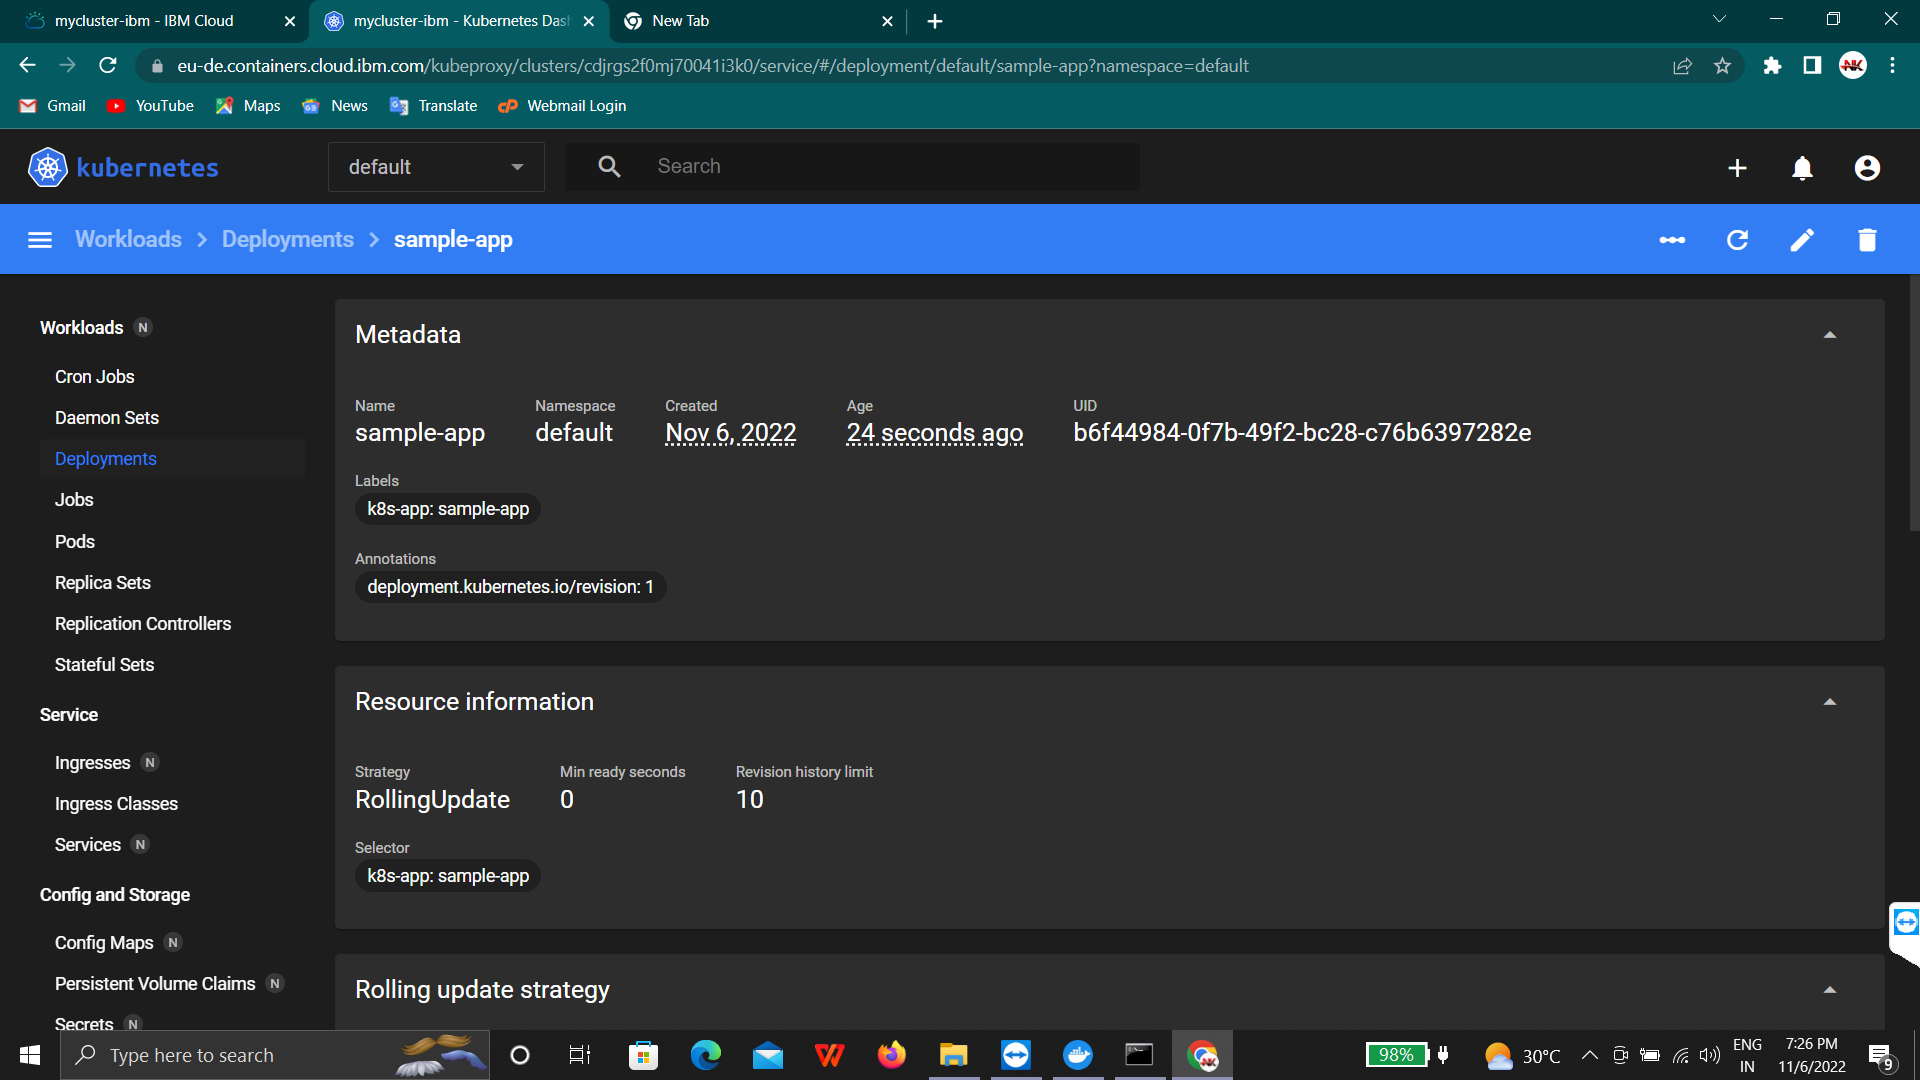 mycluster-ibm - IBM Cloud
mycluster-ibm - Kubernetes Das
New Tab
eu-de.containers.cloud.ibm.com/kubeproxy/clusters/cdjrgs2f0mj70041i3k0/service/#/deployment/default/sample-app?namespace=default
NK
Gmail
YouTube
Maps
News
Translate
Webmail Login
kubernetes
default
Search
Workloads > Deployments > sample-app
Workloads N
Cron Jobs
Daemon Sets
Deployments
Jobs
Pods
Replica Sets
Replication Controllers
Stateful Sets
Service
Ingresses N
Ingress Classes
Services N
Config and Storage
Config Maps N
Persistent Volume Claims N
Secrets N
Metadata
Name
sample-app
Namespace
default
Created
Nov 6, 2022
Age
24 seconds ago
UID
b6f44984-0f7b-49f2-bc28-c76b6397282e
Labels
k8s-app: sample-app
Annotations
deployment.kubernetes.io/revision: 1
Resource information
Strategy
RollingUpdate
Min ready seconds
0
Revision history limit
10
Selector
k8s-app: sample-app
Rolling update strategy
Type here to search
98%
30°C
ENG
IN
7:26 PM
11/6/2022
9